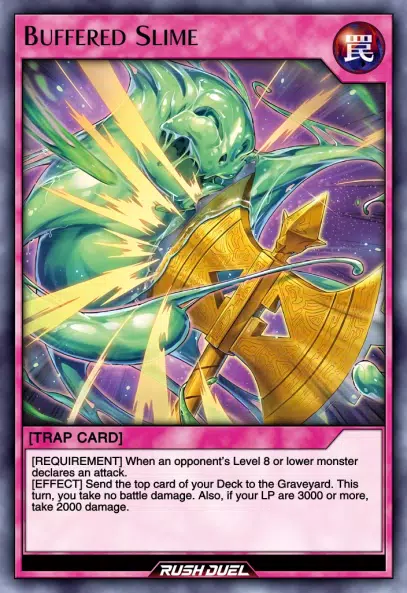 Buffered Slime
罠
[TRAP CARD]
[REQUIREMENT] When an opponent's Level 8 or lower monster
declares an attack.
[EFFECT] Send the top card of your Deck to the Graveyard. This
turn, you take no battle damage. Also, if your LP are 3000 or more,
take 2000 damage.
RUSH DUEL